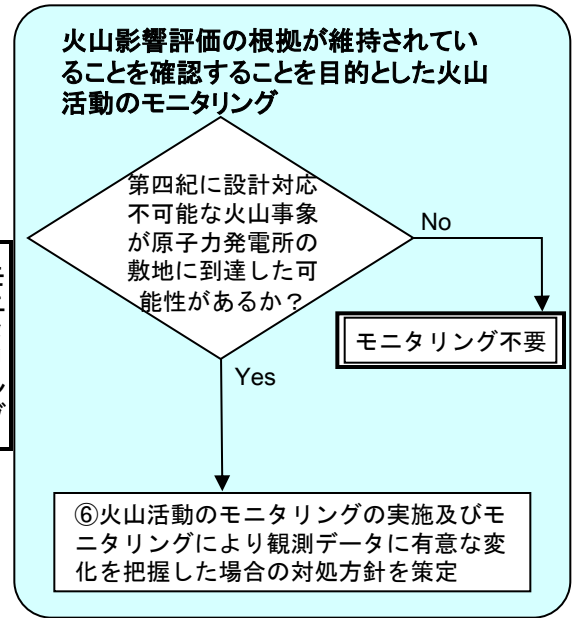 火山影響評価の根拠が維持されてい
ることを確認することを目的とした火山
活動のモニタリング
第四紀に設計対応
不可能な火山事象
が原子力発電所の
敷地に到達した可
能性があるか？
No
モニタリング不要
Yes
⑥火山活動のモニタリングの実施及びモ
ニタリングにより観測データに有意な変
化を把握した場合の対処方針を策定